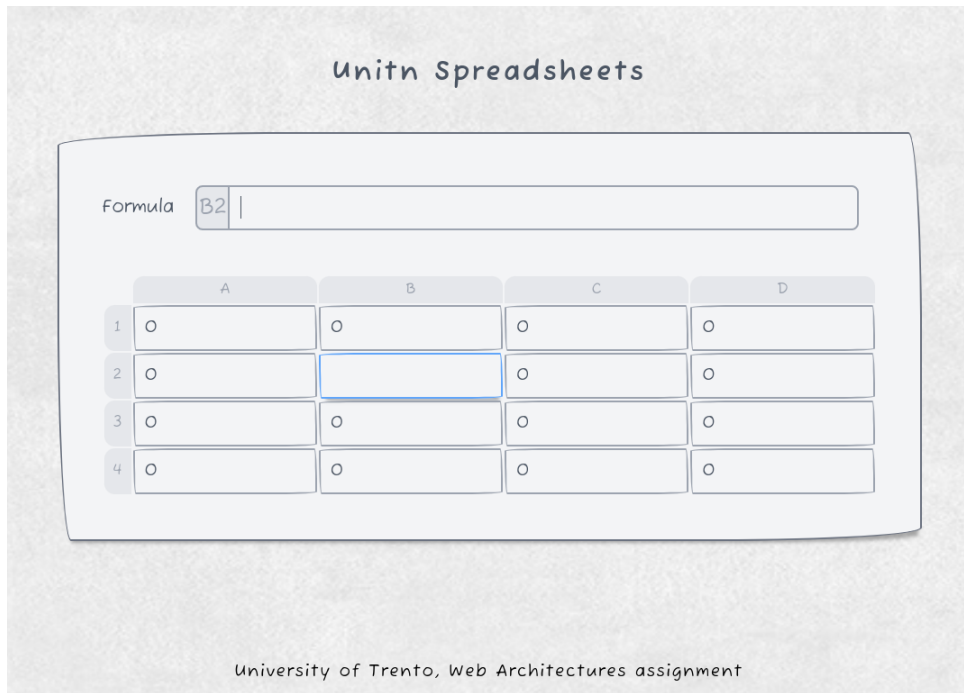 Unitn Spreadsheets
Formula B2
A B C D
1 0 0 0 0
2 0 0 0
3 0 0 0 0
4 0 0 0 0
University of Trento, Web Architectures assignment